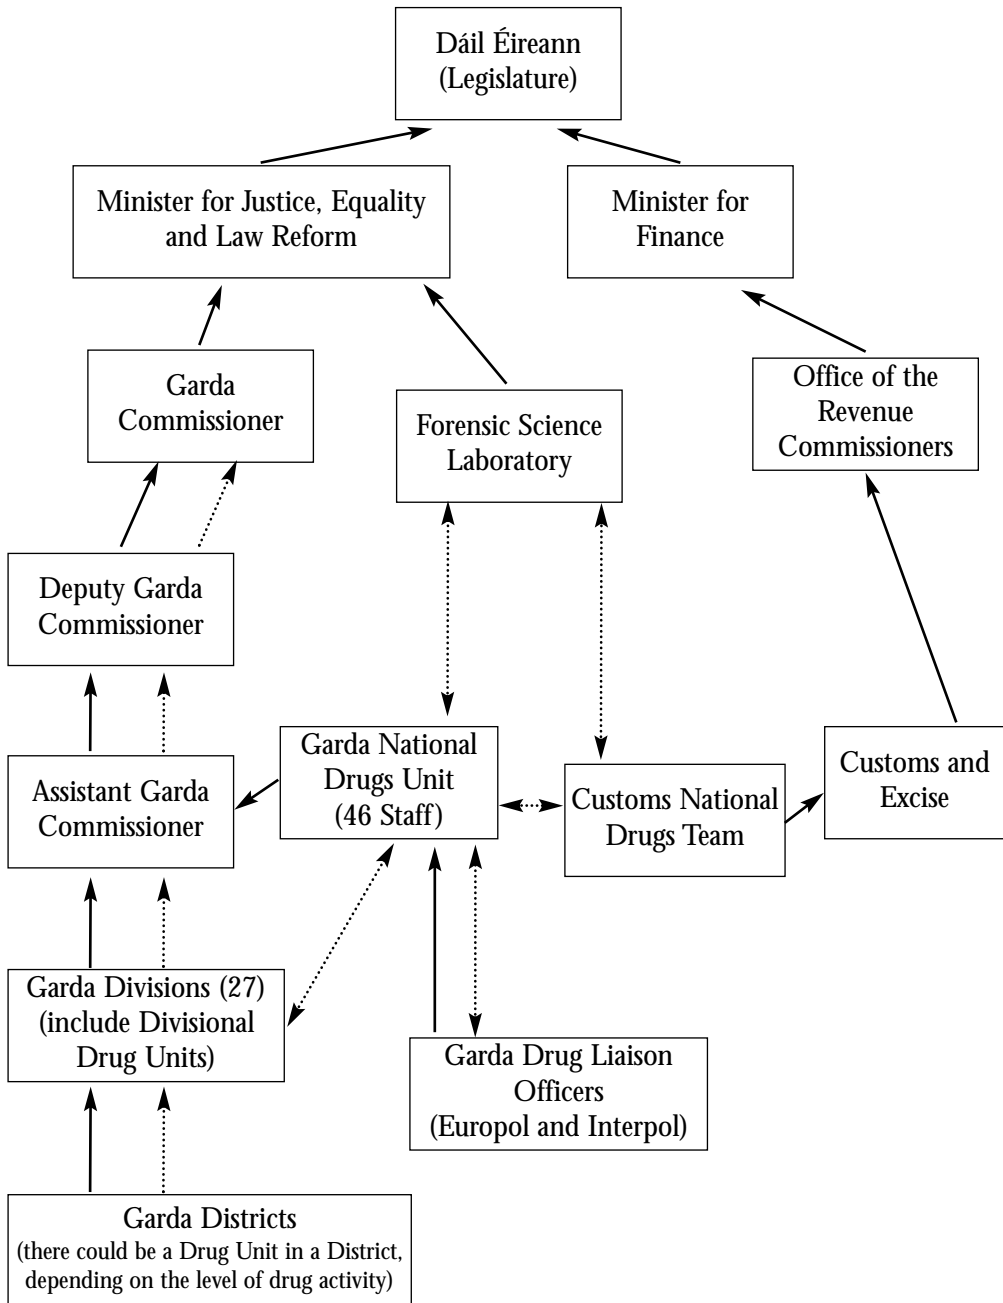 Dáil Éireann
(Legislature)
Minister for Justice, Equality
and Law Reform
Minister for
Finance
Garda
Commissioner
Forensic Science
Laboratory
Office of the
Revenue
Commissioners
Deputy Garda
Commissioner
Assistant Garda
Commissioner
Garda National
Drugs Unit
(46 Staff)
Customs National
Drugs Team
Customs and
Excise
Garda Divisions (27)
(include Divisional
Drug Units)
Garda Drug Liaison
Officers
(Europol and Interpol)
Garda Districts
(there could be a Drug Unit in a District,
depending on the level of drug activity)